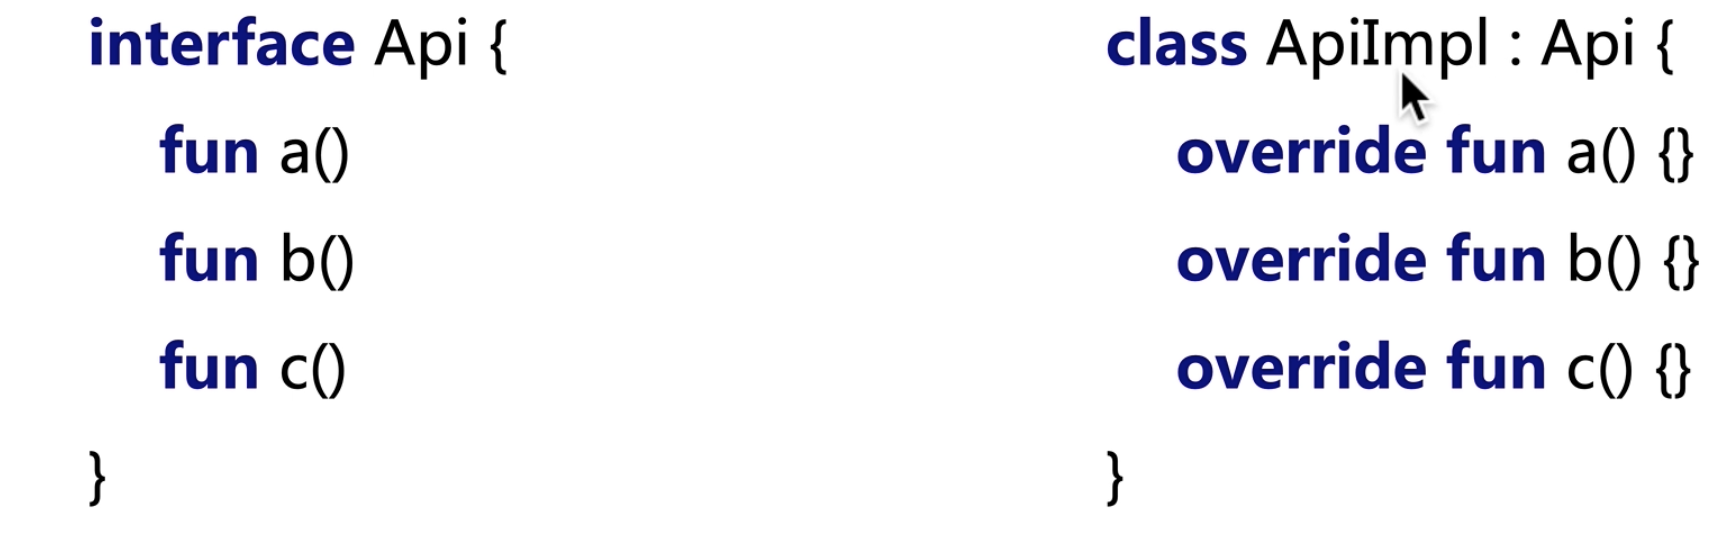 interface Api {
fun a()
fun b()
fun c()
}
class ApiImpl : Api {
override fun a() {}
override fun b() {}
override fun c() {}
}